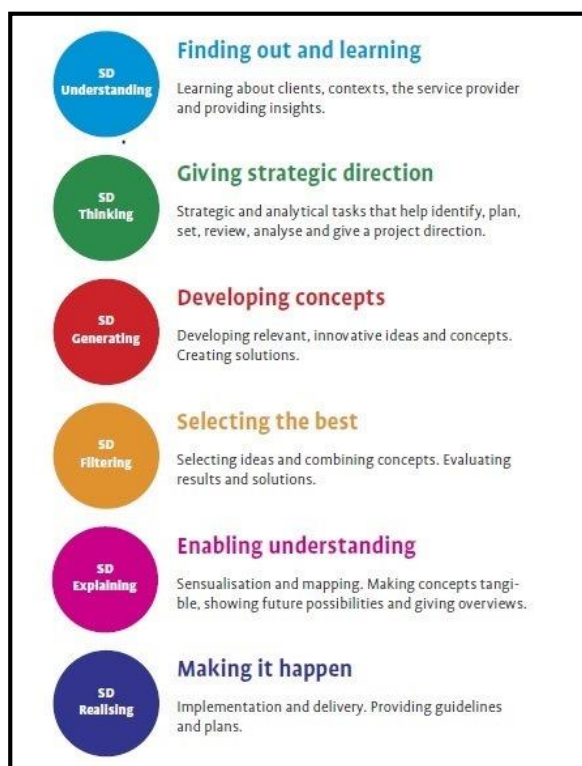 SD
Understanding
Finding out and learning
Learning about clients, contexts, the service provider
and providing insights.
SD
Thinking
Giving strategic direction
Strategic and analytical tasks that help identify, plan,
set, review, analyse and give a project direction.
SD
Generating
Developing concepts
Developing relevant, innovative ideas and concepts.
Creating solutions.
SD
Filtering
Selecting the best
Selecting ideas and combining concepts. Evaluating
results and solutions.
SD
Explaining
Enabling understanding
Sensualisation and mapping. Making concepts tangi-
ble, showing future possibilities and giving overviews.
SD
Realising
Making it happen
Implementation and delivery. Providing guidelines
and plans.